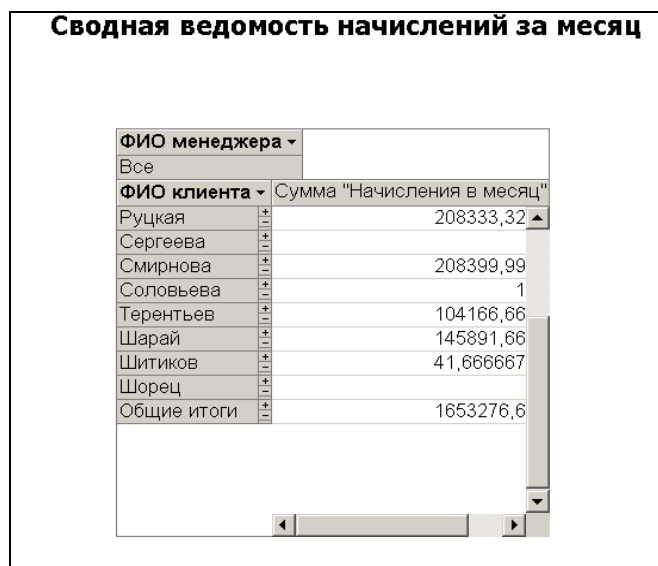 Сводная ведомость начислений за месяц
ФИО менеджера
Все
ФИО клиента Сумма "Начисления в месяц"
Руцкая 208333,32
Сергеева
Смирнова 208399,99
Соловьева 1
Терентьев 104166,66
Шарай 145891,66
Шитиков 41,666667
Шорец
Общие итоги 1653276,6